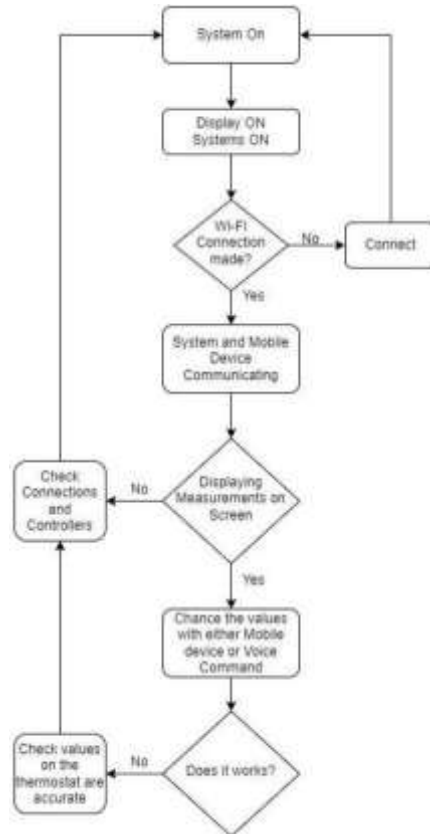 System On
Display ON
Systems ON
Wi-Fi
Connection
made?
No
Connect
Yes
System and Mobile
Device
Communicating
Check
Connections
and
Controllers
No
Displaying
Measurements on
Screen
Yes
Chance the values
with either Mobile
device or Voice
Command
Check values
on the
thermostat are
accurate
No
Does it works?